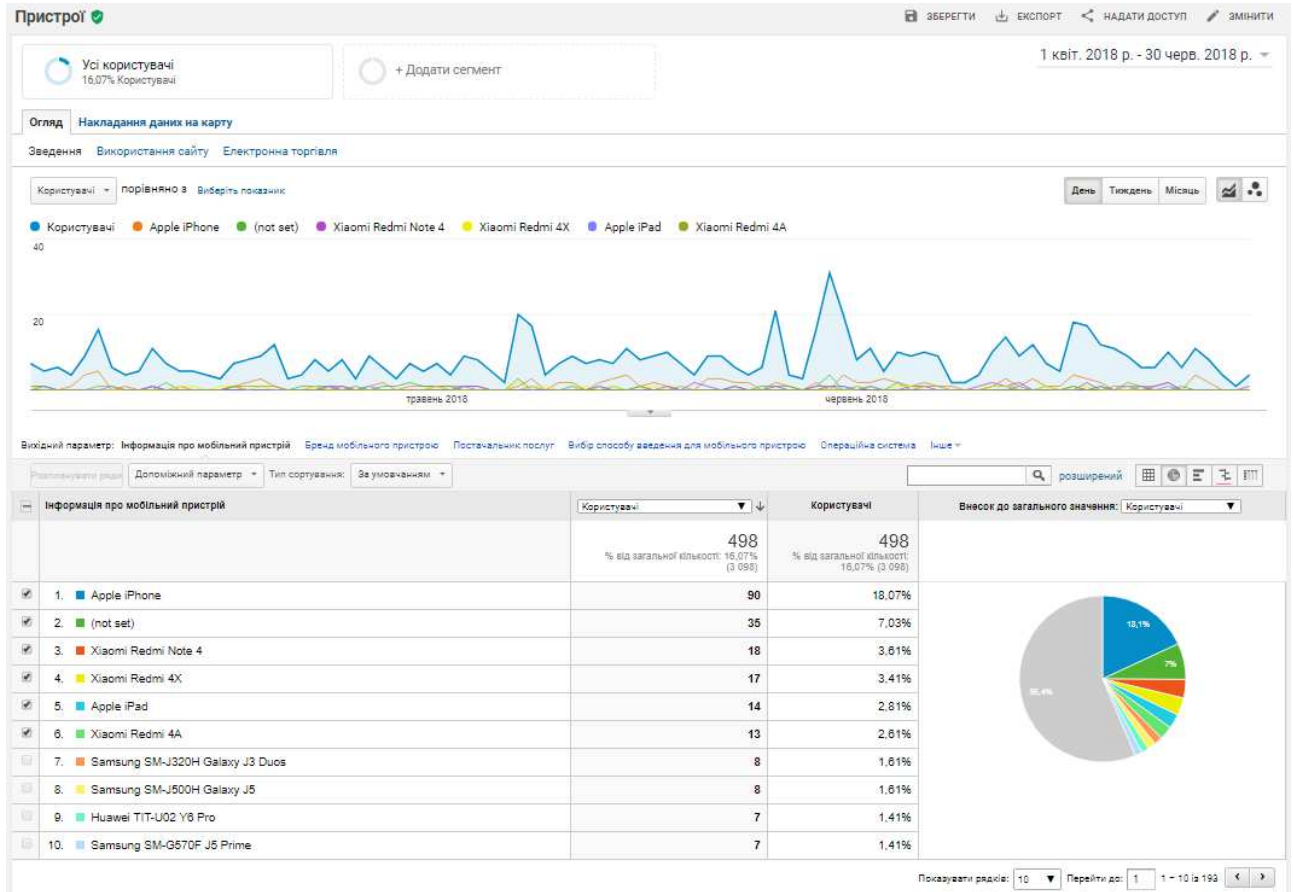 Пристрої
ЗБЕРЕГТИ ЕКСПОРТ НАДАТИ ДОСТУП ЗМІНИТИ
1 квіт. 2018 р. - 30 черв. 2018 р.
Усі користувачі
16,07% Користувачі
+ Додати сегмент
Огляд Накладання даних на карту
Зведення Використання сайту Електронна торгівля
Користувачі порівняно з Виберіть показник
День Тиждень Місяць
Користувачі Apple iPhone (not set) Xiaomi Redmi Note 4 Xiaomi Redmi 4X Apple iPad Xiaomi Redmi 4A
40
20
травень 2018 червень 2018
Вихідний параметр: Інформація про мобільний пристрій Бренд мобільного пристрою Постачальник послуг Вибір способу введення для мобільного пристрою Операційна система Інше
Допоміжний параметр Тип сортування: За умовчанням розширений
Інформація про мобільний пристрій Користувачі Користувачі Внесок до загального значення: Користувачі
498 498
% від загальної кількості: 16,07% % від загальної кількості:
(3 098) 16,07% (3 098)
1. Apple iPhone 90 18,07%
2. (not set) 35 7,03%
3. Xiaomi Redmi Note 4 18 3,61%
4. Xiaomi Redmi 4X 17 3,41%
5. Apple iPad 14 2,81%
6. Xiaomi Redmi 4A 13 2,61%
7. Samsung SM-J320H Galaxy J3 Duos 8 1,61%
8. Samsung SM-J500H Galaxy J5 8 1,61%
9. Huawei TIT-U02 Y6 Pro 7 1,41%
10. Samsung SM-G570F J5 Prime 7 1,41%
18,1%
7%
Показувати рядків: 10 Перейти до: 1 1 – 10 із 193